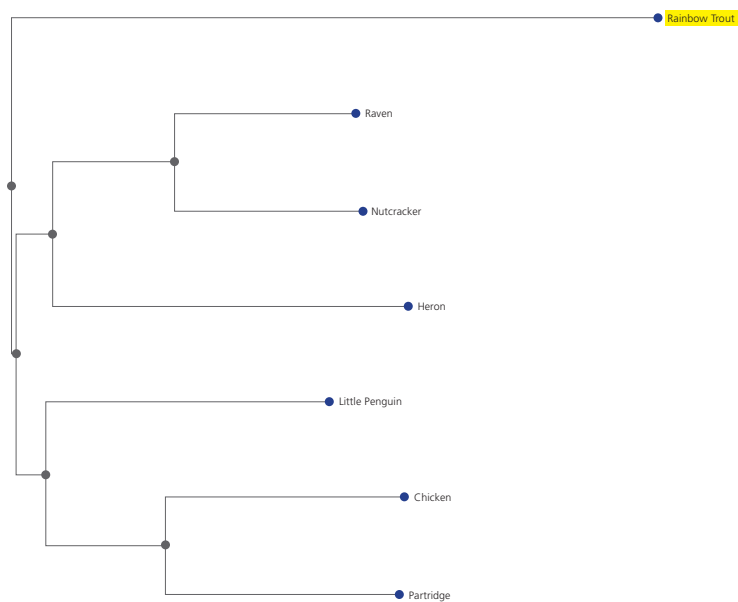 Rainbow Trout
Raven
Nutcracker
Heron
Little Penguin
Chicken
Partridge